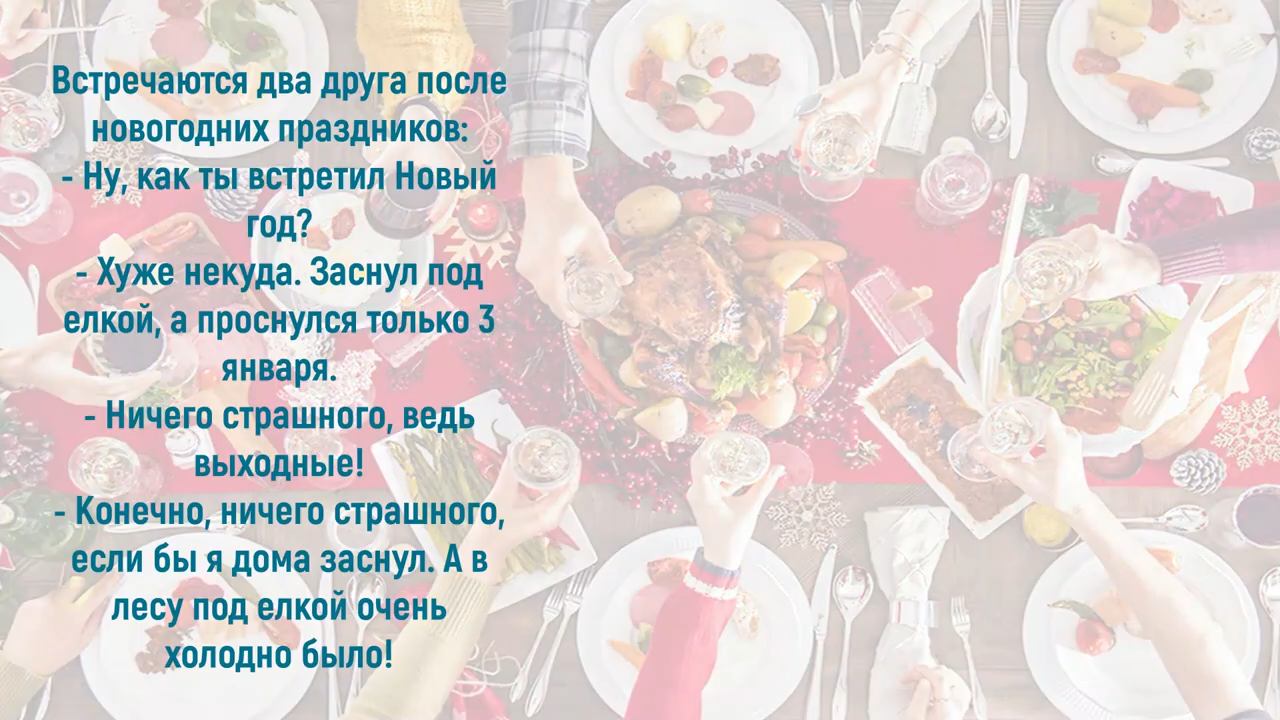 Встречаются два друга после
новогодних праздников:
- Ну, как ты встретил Новый
год?
- Хуже некуда. Заснул под
елкой, а проснулся только 3
января.
- Ничего страшного, ведь
выходные!
- Конечно, ничего страшного,
если бы я дома заснул. А в
лесу под елкой очень
холодно было!